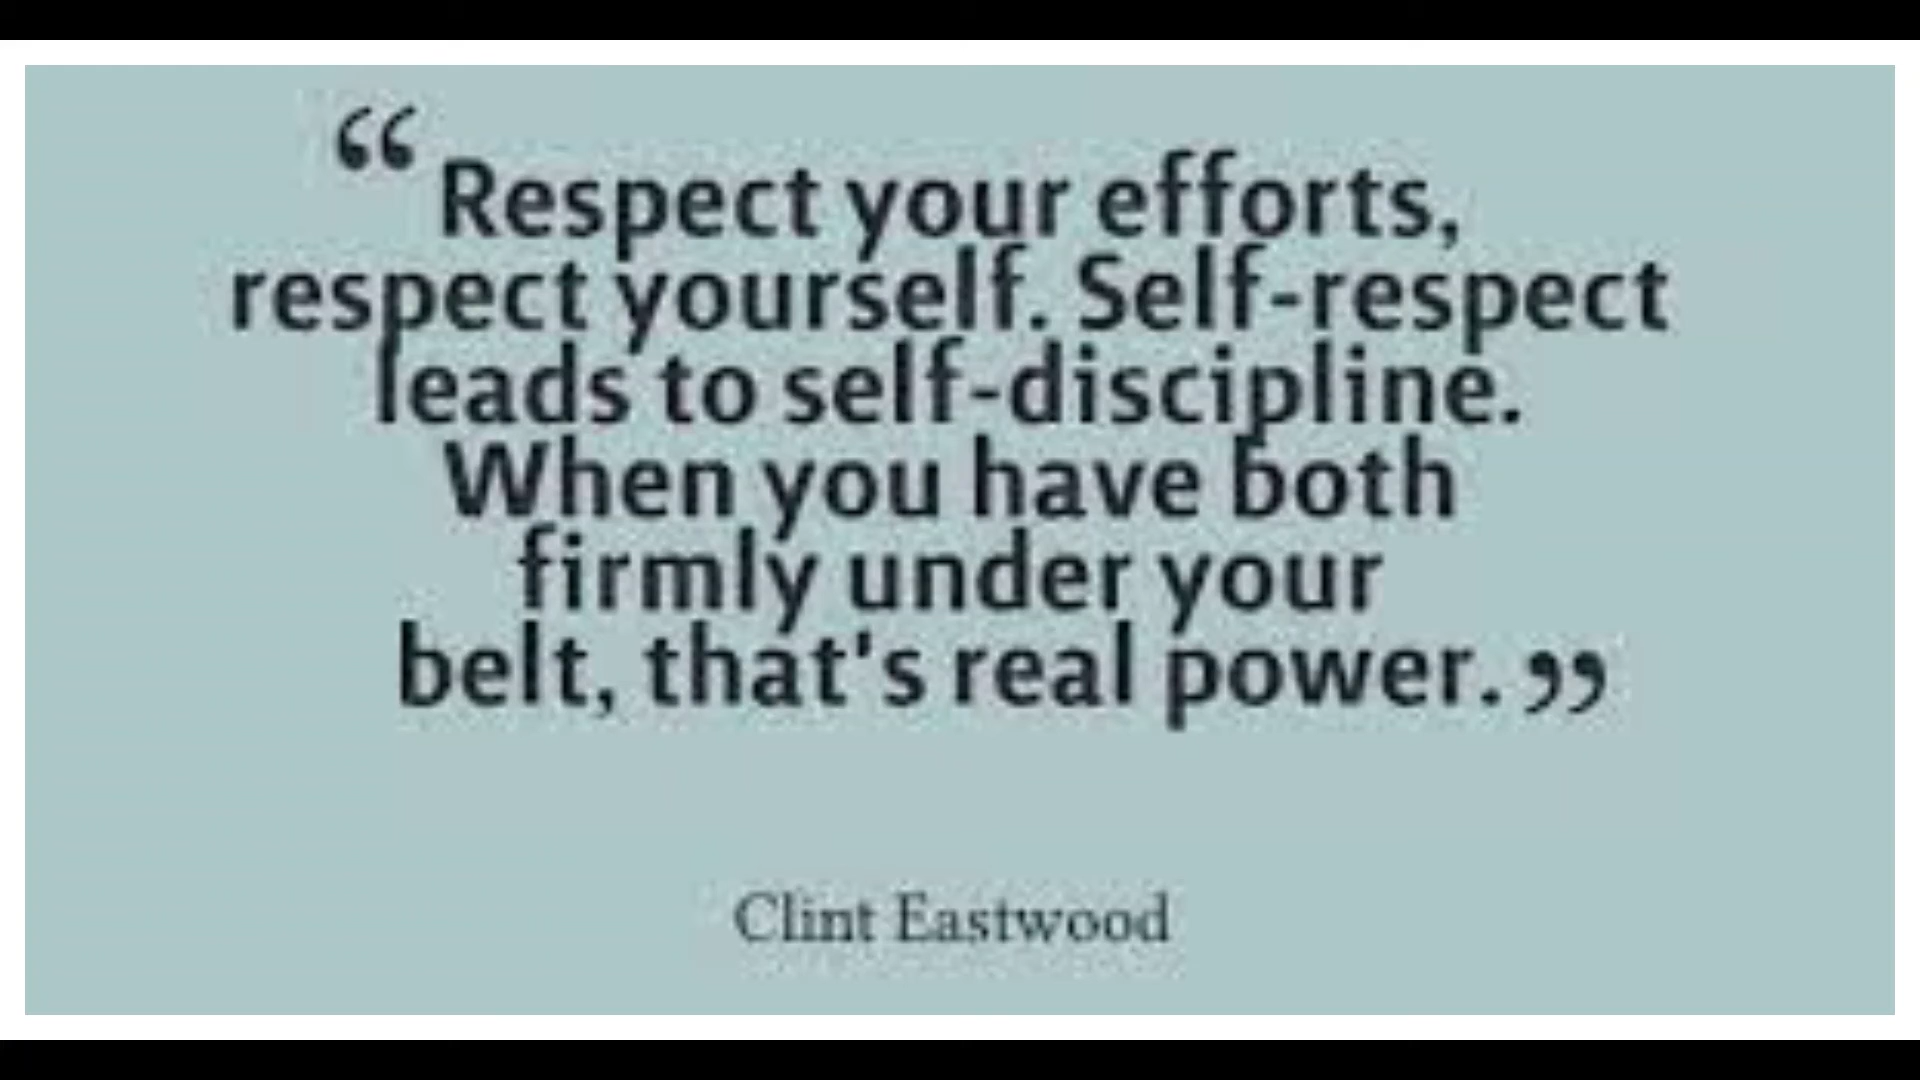 “Respect your efforts,
respect yourself. Self-respect
leads to self-discipline.
When you have both
firmly under your
belt, that's real power.”
Clint Eastwood